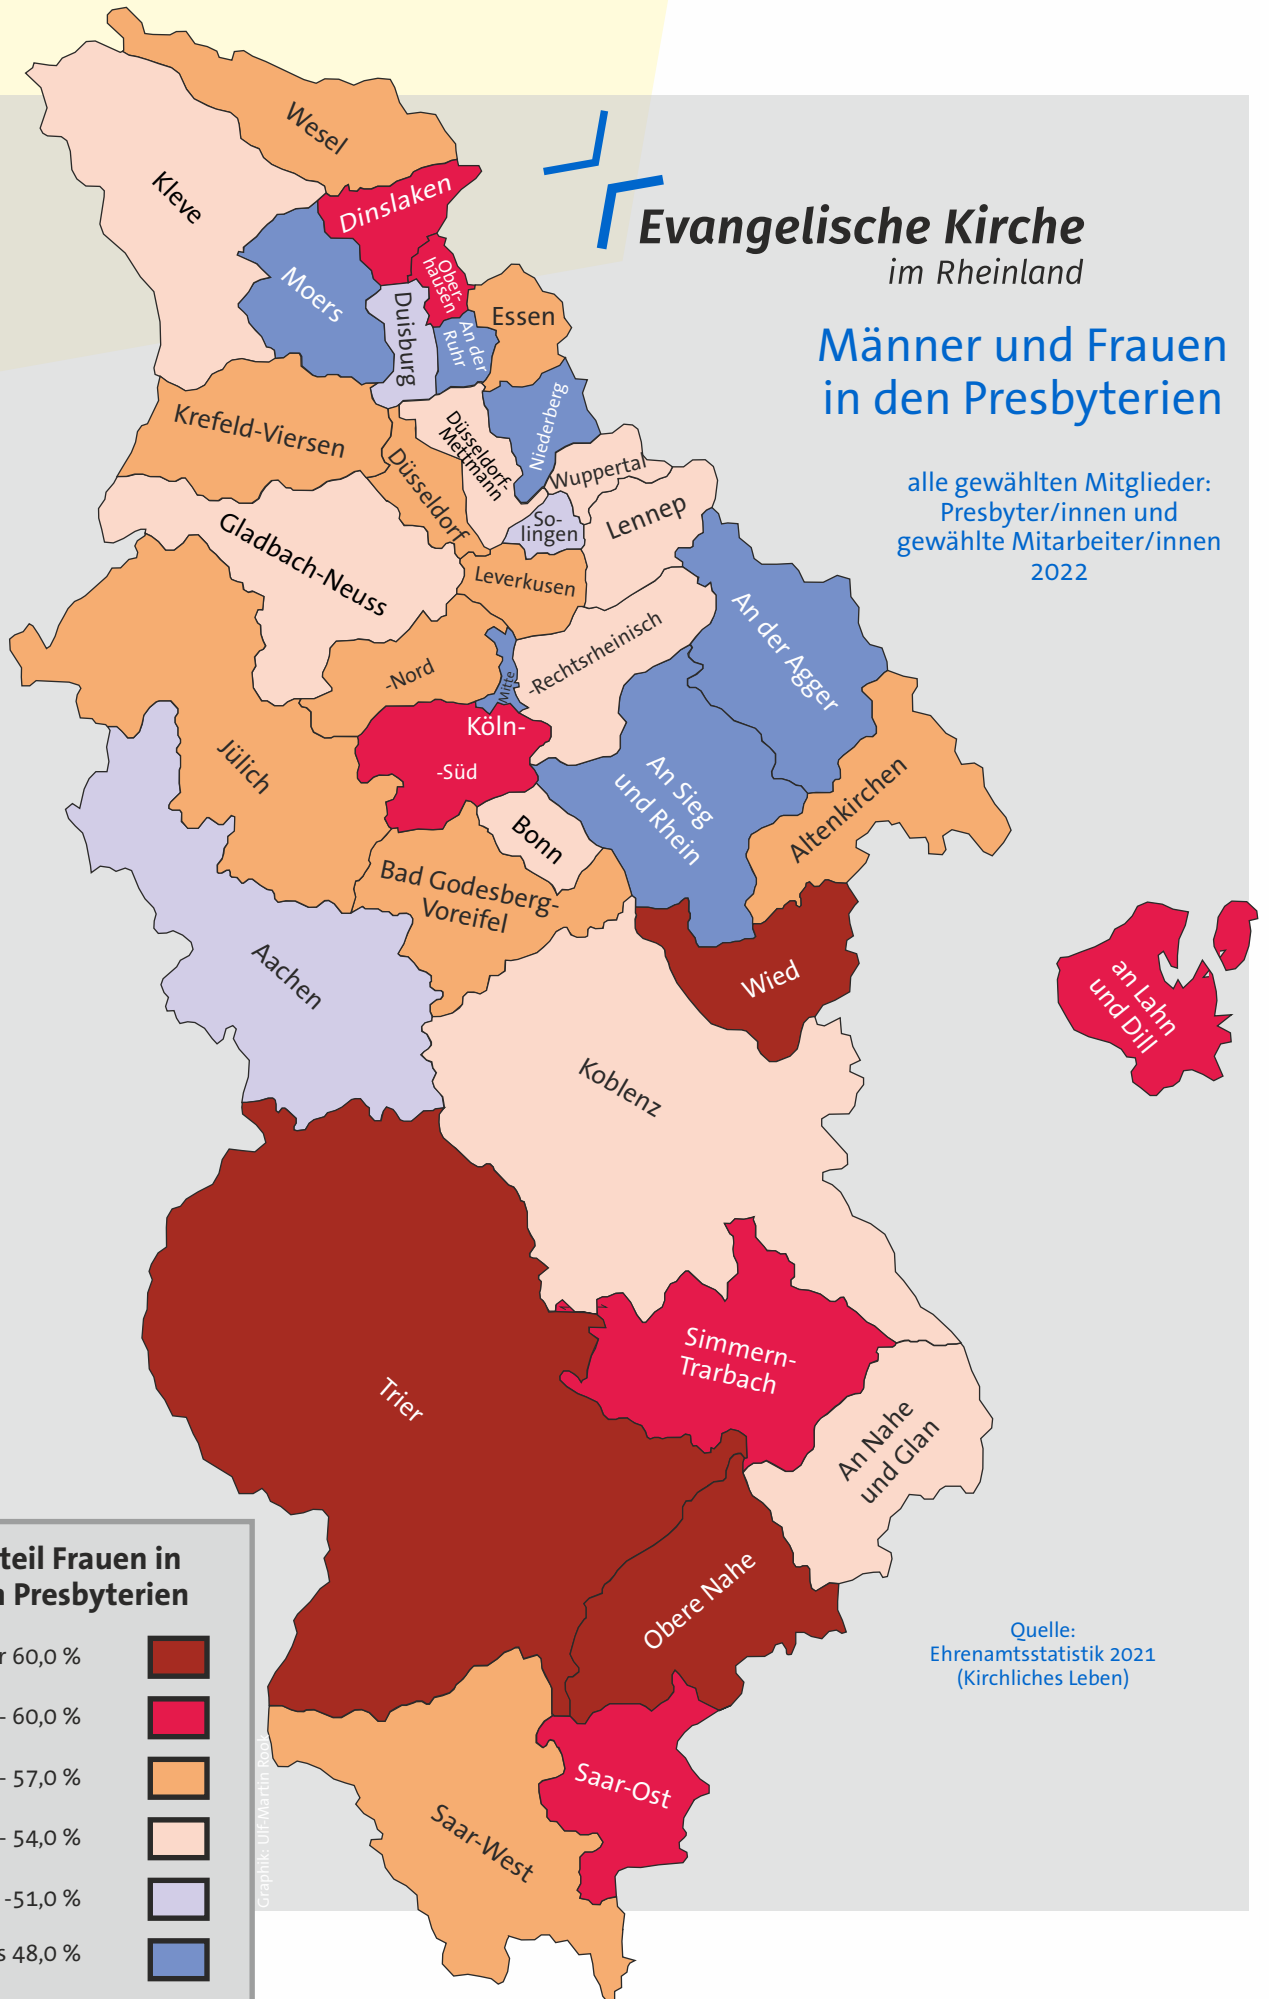 Evangelische Kirche
im Rheinland
Männer und Frauen
in den Presbyterien
alle gewählten Mitglieder:
Presbyter/innen und
gewählte Mitarbeiter/innen
2022
Wesel
Kleve
Dinslaken
Ober-
hausen
Moers
Duisburg
An der
Ruhr
Essen
Niederberg
Krefeld-Viersen
Düsseldorf-
Mettmann
Düsseldorf
Wuppertal
So-
lingen
Lennep
Gladbach-Neuss
Leverkusen
An der Agger
-Rechtsrheinisch
-Nord
Mitte
Köln-
-Süd
Jülich
An Sieg
und Rhein
Altenkirchen
Bonn
Bad Godesberg-
Voreifel
Aachen
Wied
an Lahn
und Dill
Koblenz
Simmern-
Trarbach
Trier
An Nahe
und Glan
Obere Nahe
Saar-Ost
Saar-West
Quelle:
Ehrenamtsstatistik 2021
(Kirchliches Leben)
teil Frauen in
n Presbyterien
r 60,0 %
- 60,0 %
- 57,0 %
- 54,0 %
-51,0 %
s 48,0 %
Graphik: Ulf-Martin Rook